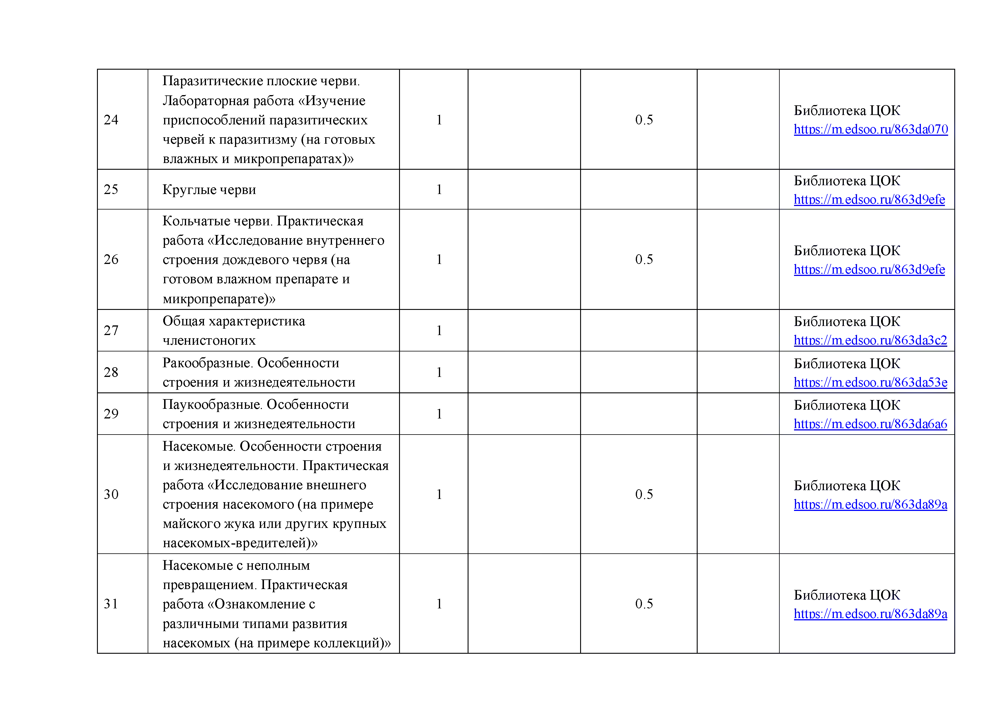 24
Паразитические плоские черви.
Лабораторная работа «Изучение
приспособлений паразитических
червей к паразитизму (на готовых
влажных и микропрепаратах)»
1
0.5
Библиотека ЦОК
https://m.edsoo.ru/863da070
25
Круглые черви
1
Библиотека ЦОК
https://m.edsoo.ru/863d9efe
26
Кольчатые черви. Практическая
работа «Исследование внутреннего
строения дождевого червя (на
готовом влажном препарате и
микропрепарате)»
1
0.5
Библиотека ЦОК
https://m.edsoo.ru/863d9efe
27
Общая характеристика
членистоногих
1
Библиотека ЦОК
https://m.edsoo.ru/863da3c2
28
Ракообразные. Особенности
строения и жизнедеятельности
1
Библиотека ЦОК
https://m.edsoo.ru/863da53e
29
Паукообразные. Особенности
строения и жизнедеятельности
1
Библиотека ЦОК
https://m.edsoo.ru/863da6a6
30
Насекомые. Особенности строения
и жизнедеятельности. Практическая
работа «Исследование внешнего
строения насекомого (на примере
майского жука или других крупных
насекомых-вредителей)»
1
0.5
Библиотека ЦОК
https://m.edsoo.ru/863da89a
31
Насекомые с неполным
превращением. Практическая
работа «Ознакомление с
различными типами развития
насекомых (на примере коллекций)»
1
0.5
Библиотека ЦОК
https://m.edsoo.ru/863da89a